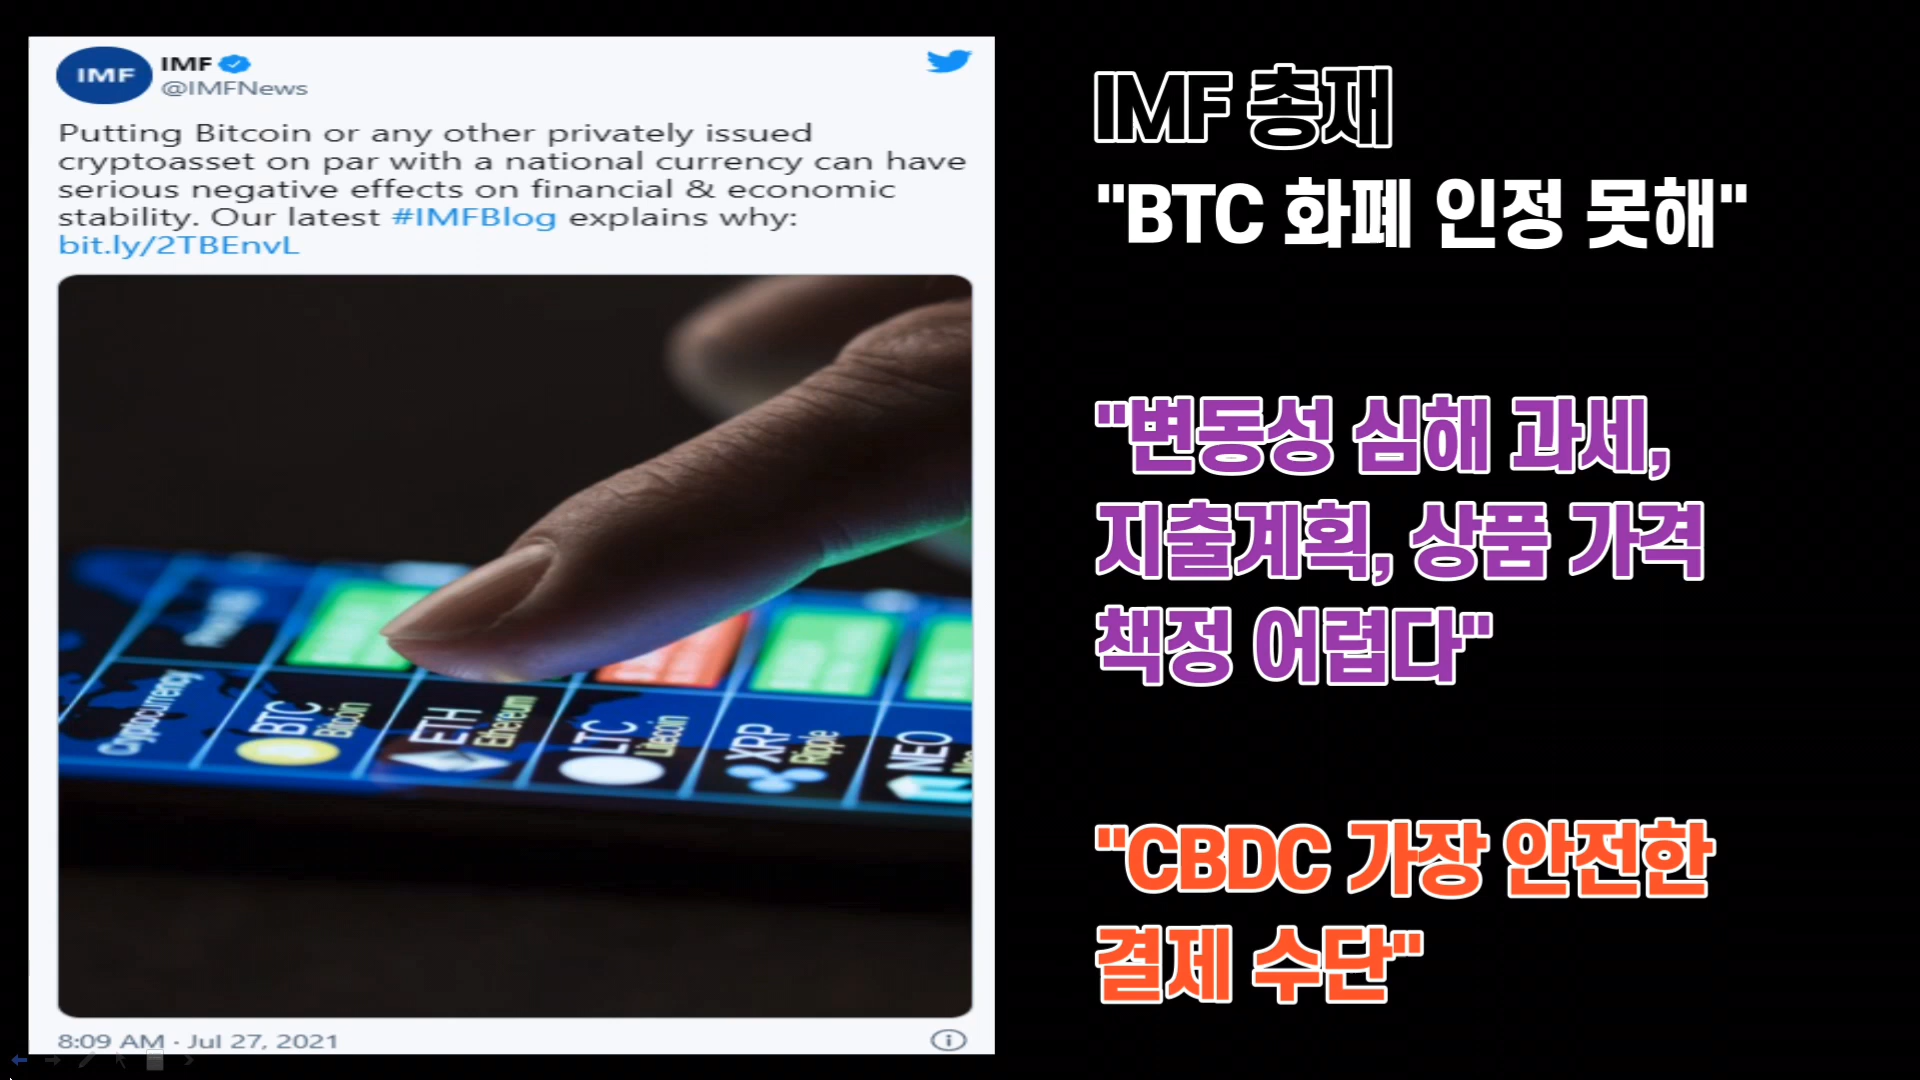 IMF
IMF
@IMFNews
Putting Bitcoin or any other privately issued
cryptoasset on par with a national currency can have
serious negative effects on financial & economic
stability. Our latest #IMFBlog explains why:
bit.ly/2TBEnvL
Cryptocurrency
BTC
Bitcoin
ETH
Ethereum
LTC
Litecoin
XRP
Ripple
NEO
8:09 AM · Jul 27, 2021
IMF 총재
"BTC 화폐 인정 못해"
"변동성 심해 과세,
지출계획, 상품 가격
책정 어렵다"
"CBDC 가장 안전한
결제 수단"